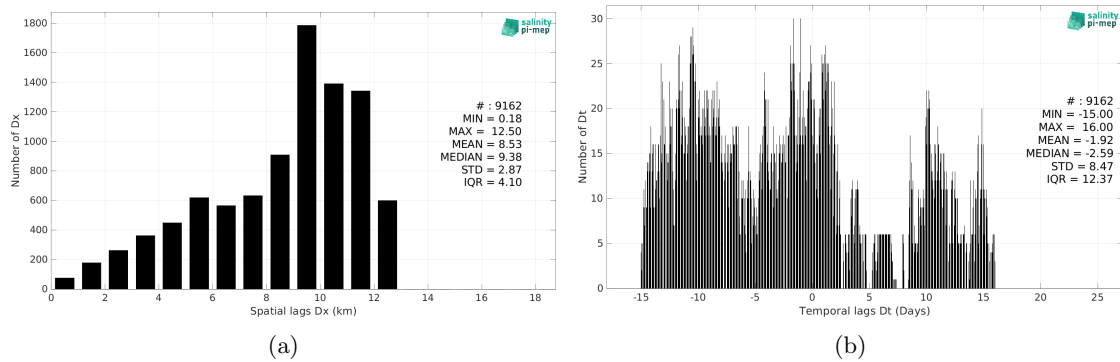 1800
1600
1400
1200
1000
800
600
400
200
0
Number of Dx
0 2 4 6 8 10 12 14 16 18
Spatial lags Dx (km)
salinity
pi-mep
# : 9162
MIN = 0.18
MAX = 12.50
MEAN = 8.53
MEDIAN = 9.38
STD = 2.87
IQR = 4.10
(a)
30
25
20
15
10
5
0
Number of Dt
-15 -10 -5 0 5 10 15 20 25
Temporal lags Dt (Days)
salinity
pi-mep
# : 9162
MIN = -15.00
MAX = 16.00
MEAN = -1.92
MEDIAN = -2.59
STD = 8.47
IQR = 12.37
(b)